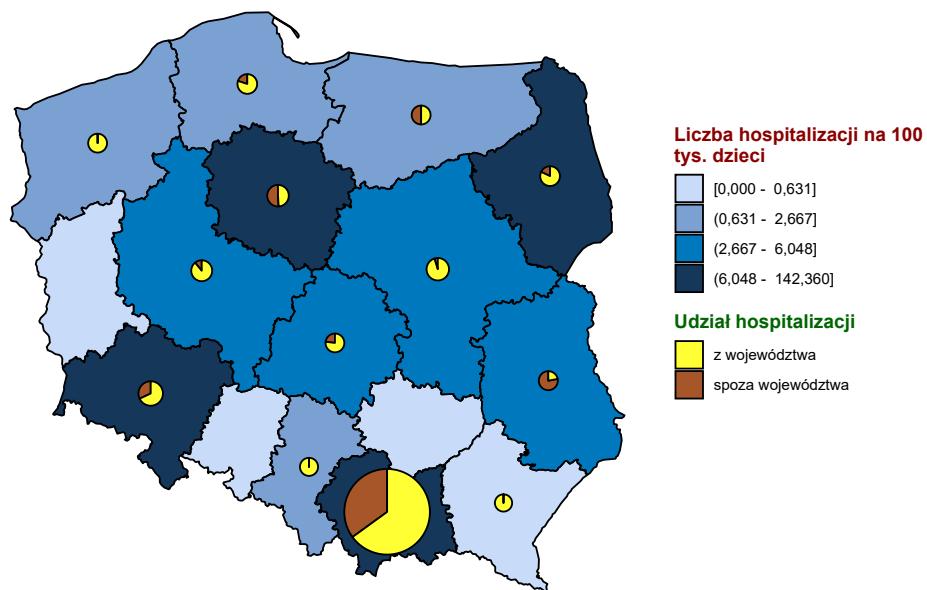 Liczba hospitalizacji na 100
tys. dzieci
[0,000 - 0,631]
(0,631 - 2,667]
(2,667 - 6,048]
(6,048 - 142,360]
Udział hospitalizacji
z województwa
spoza województwa